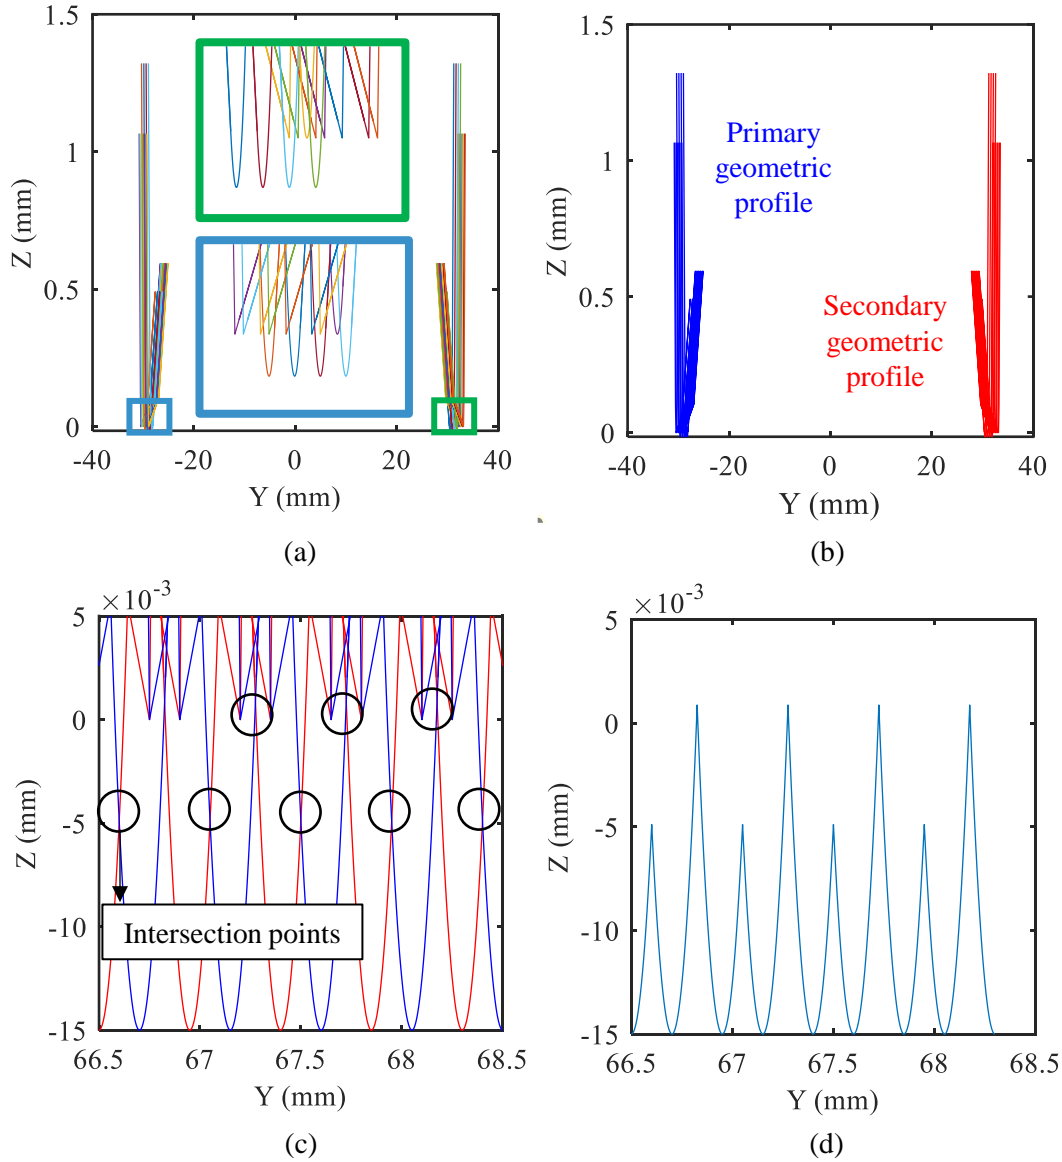 1.5
1
0.5
0
Z (mm)
-40
-20
0
20
40
Y (mm)
(a)
1.5
1
0.5
0
Z (mm)
Primary
geometric
profile
Secondary
geometric
profile
-40
-20
0
20
40
Y (mm)
(b)
×10⁻³
5
0
-5
-10
-15
Z (mm)
Intersection points
66.5
67
67.5
68
68.5
Y (mm)
(c)
×10⁻³
5
0
-5
-10
-15
Z (mm)
66.5
67
67.5
68
68.5
Y (mm)
(d)